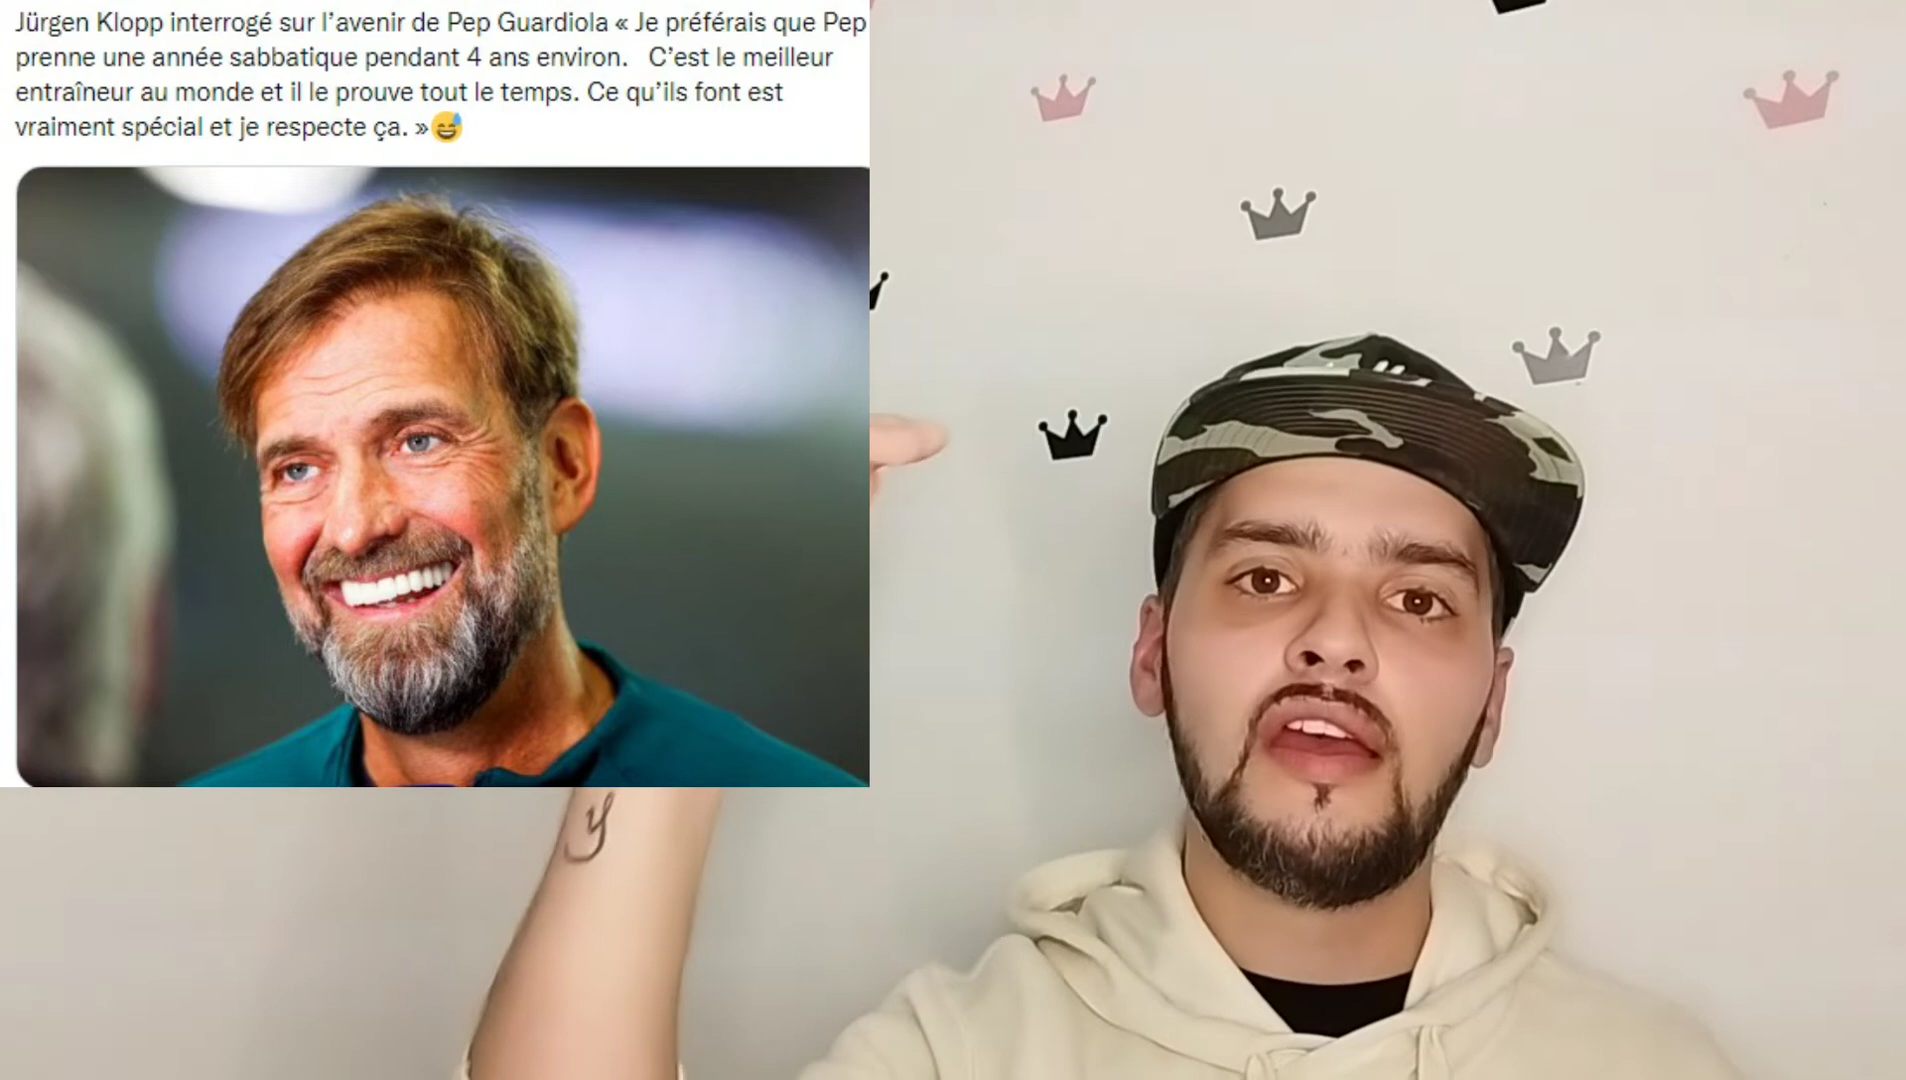 Jürgen Klopp interrogé sur l’avenir de Pep Guardiola « Je préférais que Pep
prenne une année sabbatique pendant 4 ans environ.   C’est le meilleur
entraîneur au monde et il le prouve tout le temps. Ce qu’ils font est
vraiment spécial et je respecte ça. »😅
y